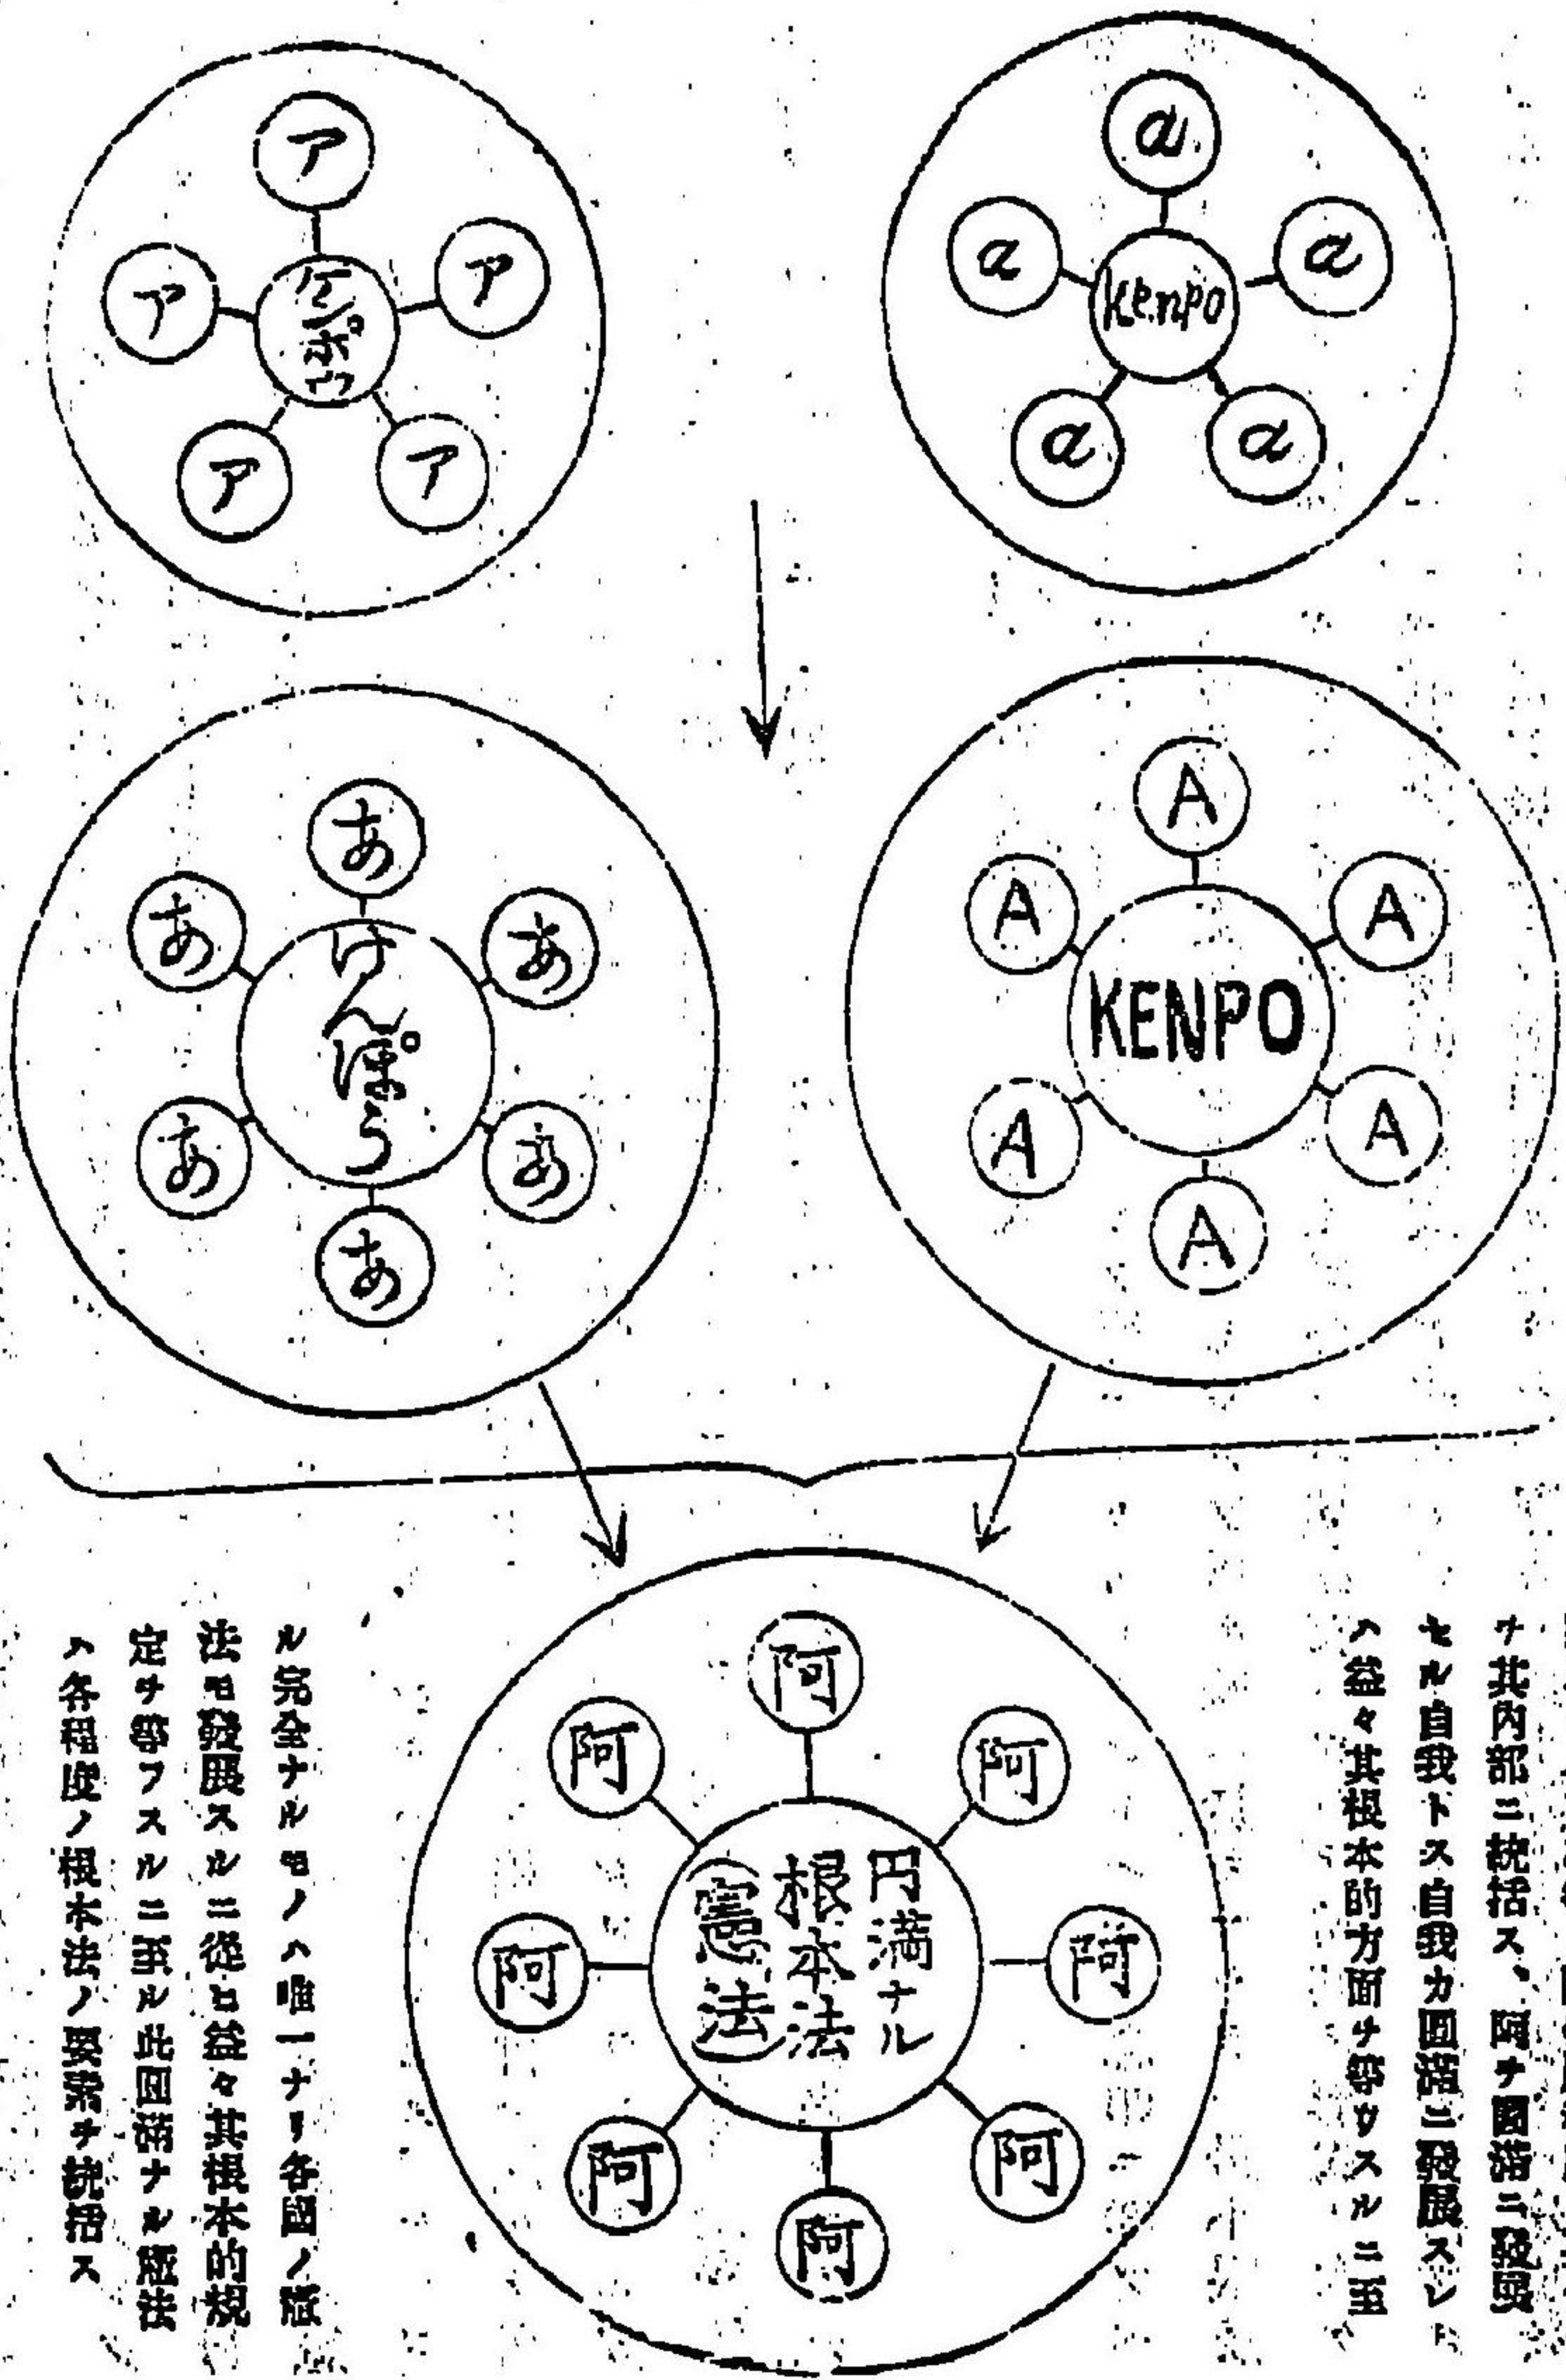 α
α
α
kenpo
α
α
ア
ア
ア
ケンポウ
ア
ア
A
A
A
KENPO
A
A
A
あ
あ
あ
けんぽう
あ
あ
あ
阿
阿
阿
円満ナル
根本法
(憲法)
阿
阿
阿
阿
阿
ヲ其内部ニ統括ス、国ヲ圓満ニ發展
セル自我トス自我カ圓満ニ發展スレ
ハ益々其根本的方面ヲ等ウスルニ至
ル完全ナルモノハ唯一ナリ各國ノ憲
法モ發展スルニ從ヒ益々其根本的規
定ヲ等フスルニ至ル此圓満ナル憲法
ハ各程度ノ根本法ノ要素ヲ統括ス